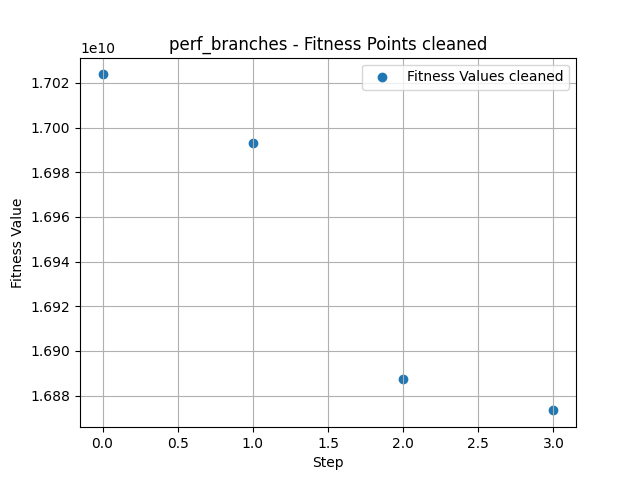 perf_branches - Fitness Points cleaned
1e10
Fitness Values cleaned
1.702
1.700
1.698
1.696
1.694
1.692
1.690
1.688
Fitness Value
0.0 0.5 1.0 1.5 2.0 2.5 3.0
Step